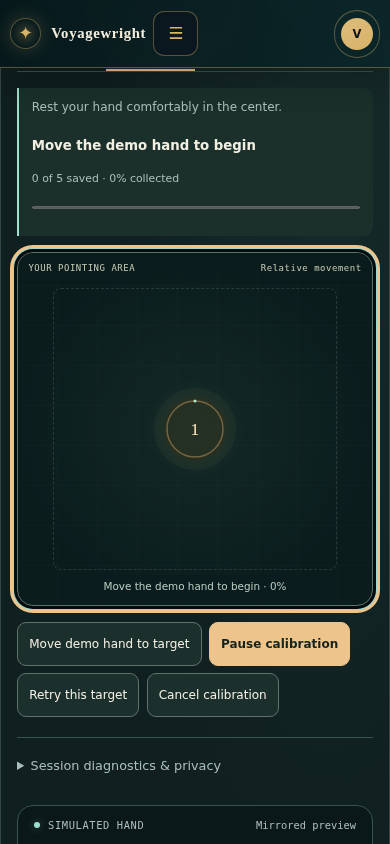 Voyagewright
V
Rest your hand comfortably in the center.
Move the demo hand to begin
0 of 5 saved · 0% collected
YOUR POINTING AREA Relative movement
1
Move the demo hand to begin · 0%
Move demo hand to target Pause calibration
Retry this target Cancel calibration
Session diagnostics & privacy
SIMULATED HAND Mirrored preview